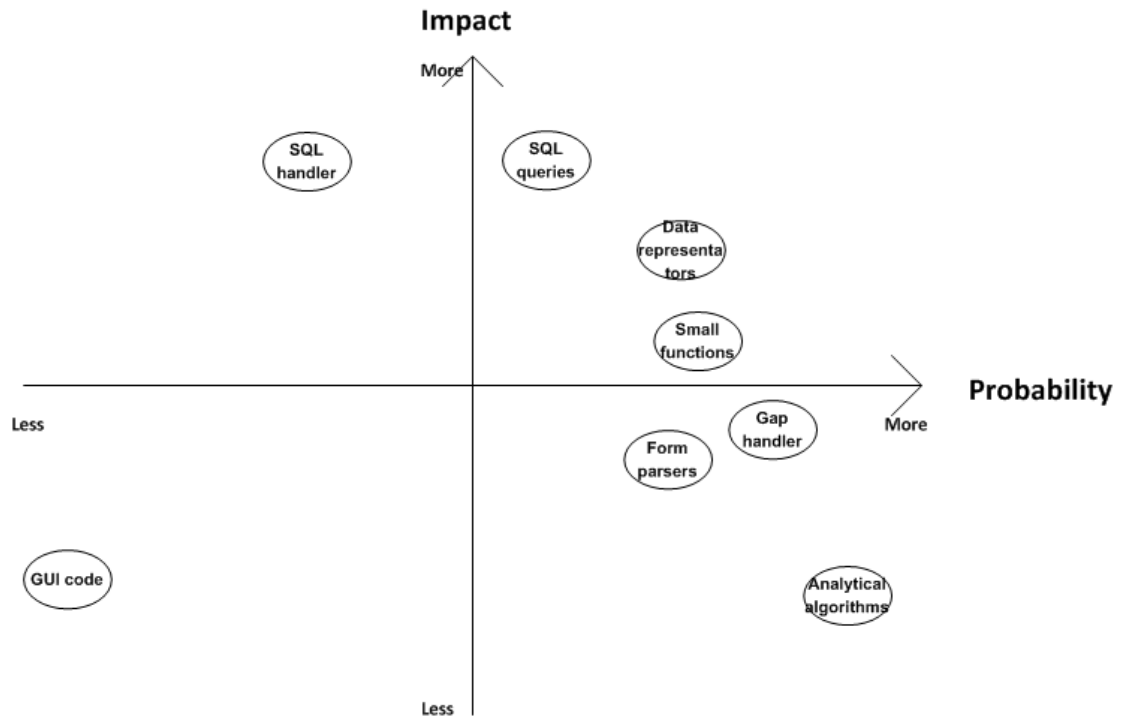 Impact
More
SQL
handler
SQL
queries
Data
representa
tors
Small
functions
Probability
Less
More
Gap
handler
Form
parsers
GUI code
Analytical
algorithms
Less